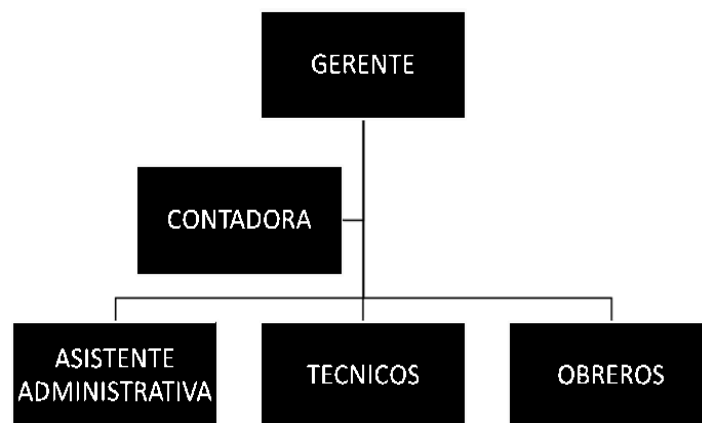 GERENTE
CONTADORA
ASISTENTE
ADMINISTRATIVA
TECNICOS
OBREROS